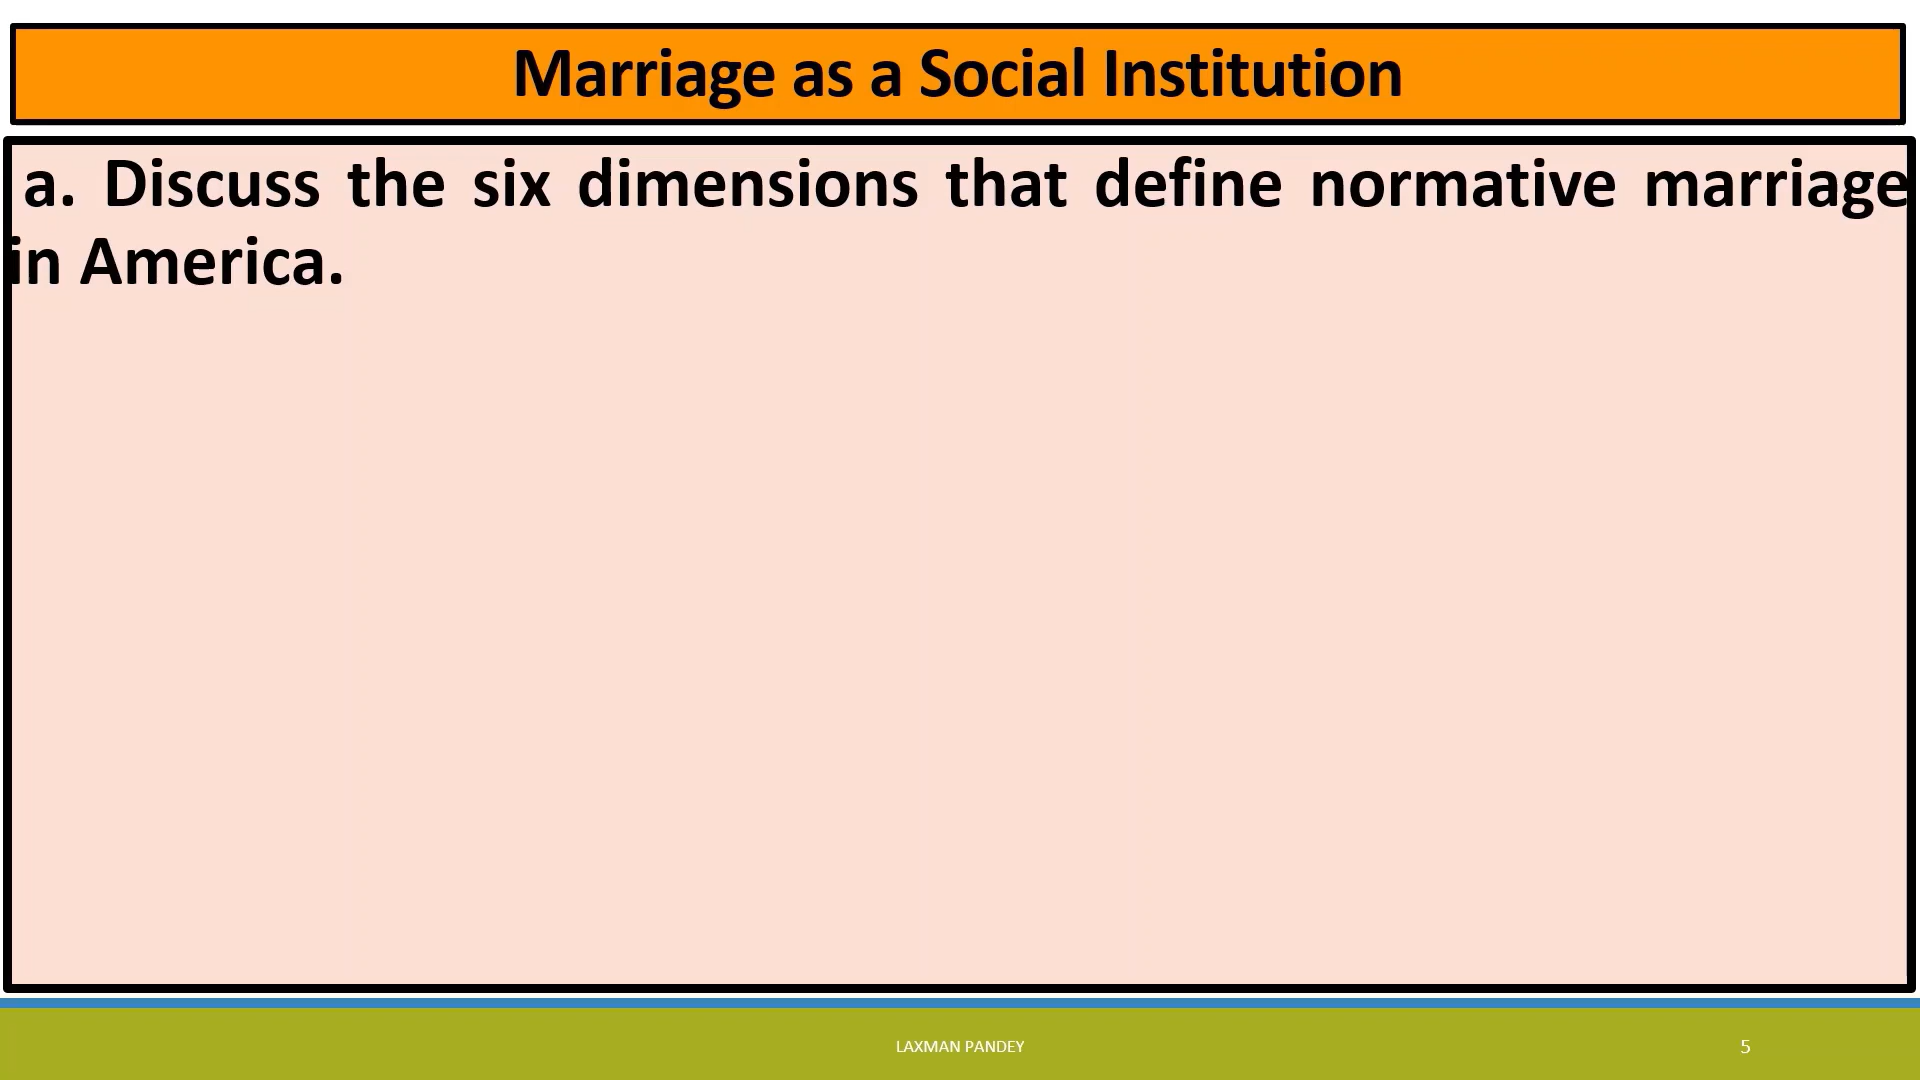 Marriage as a Social Institution
a. Discuss the six dimensions that define normative marriage
in America.
LAXMAN PANDEY
5